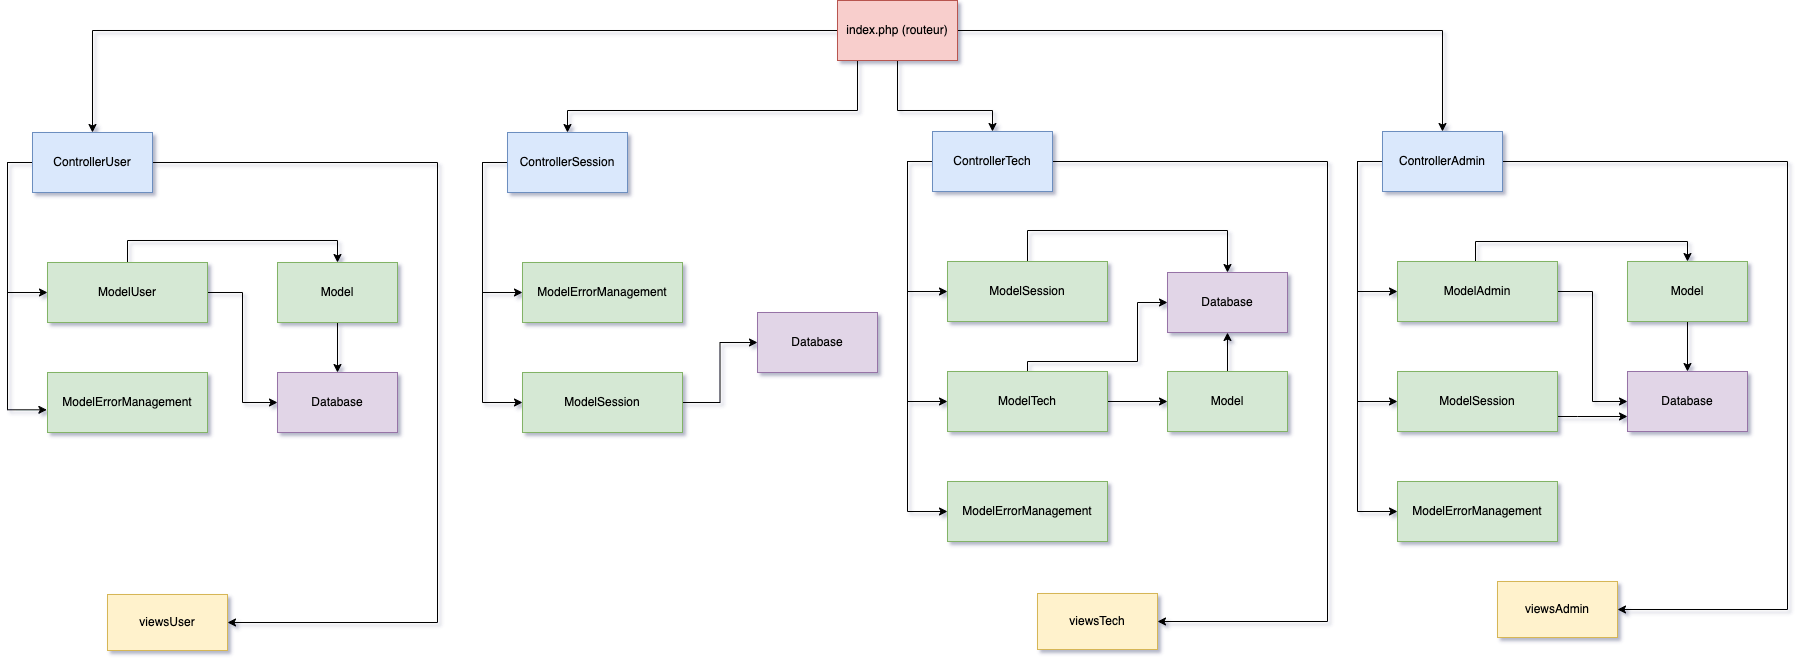 index.php (routeur)
ControllerUser
ControllerSession
ControllerTech
ControllerAdmin
ModelUser
Model
ModelErrorManagement
Database
viewsUser
ModelErrorManagement
ModelSession
Database
ModelSession
Database
ModelTech
Model
ModelErrorManagement
viewsTech
ModelAdmin
Model
ModelSession
Database
ModelErrorManagement
viewsAdmin